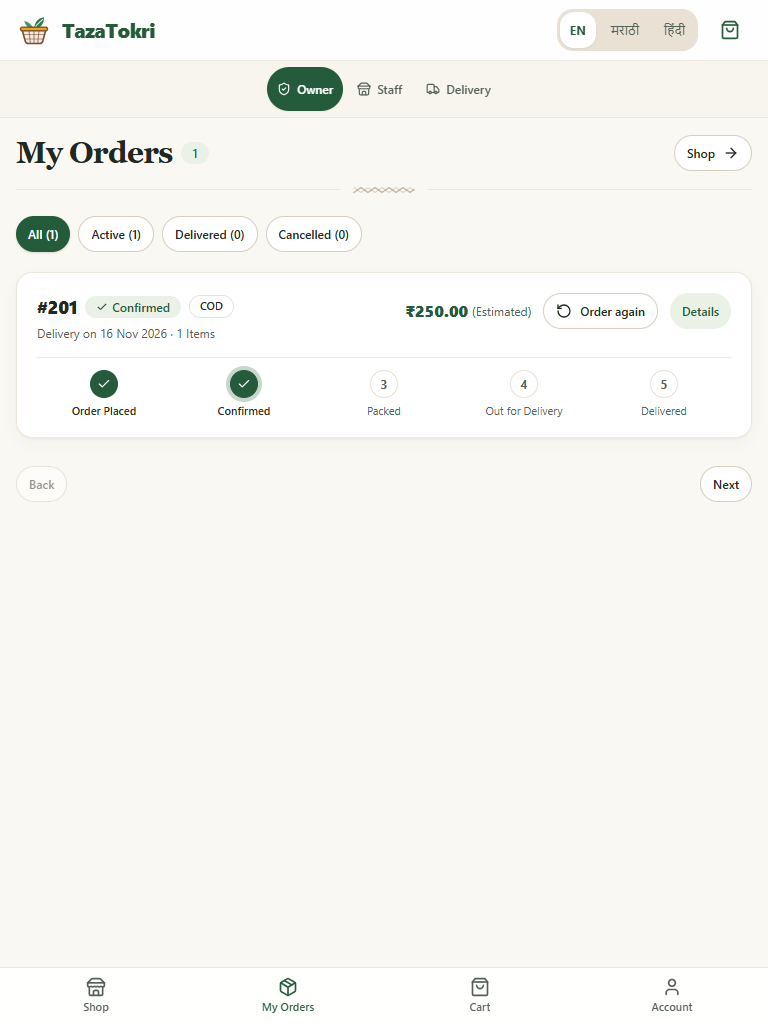 TazaTokri
EN मराठी हिंदी
Owner Staff Delivery
My Orders 1
Shop
All (1) Active (1) Delivered (0) Cancelled (0)
#201 Confirmed COD
₹250.00 (Estimated) Order again Details
Delivery on 16 Nov 2026 · 1 Items
3 4 5
Order Placed Confirmed Packed Out for Delivery Delivered
Back Next
Shop My Orders Cart Account